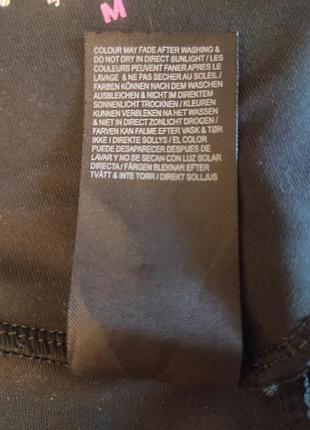 M
COLOUR MAY FADE AFTER WASHING &
DO NOT DRY IN DIRECT SUNLIGHT / LES
COULEURS PEUVENT FANER APRÈS LE
LAVAGE & NE PAS SECHER AU SOLEIL /
FARBEN KÖNNEN NACH DEM WASCHEN
AUSBLEICHEN & NICHT IM DIREKTEM
SONNENLICHT TROCKNEN / KLEUREN
KUNNEN VERBLEKEN NA HET WASSEN
& NIET IN DIRECT ZONLICHT DROGEN /
FARVEN KAN FALME EFTER VASK & TØR
IKKE I DIREKTE SOLLYS / EL COLOR
PUEDE DESAPARECER DESPUES DE
LAVAR Y NO SE SECAN CON LUZ SOLAR
DIRECTA / FÄRGEN BLEKNAR EFTER
TVÄTT & INTE TORR I DIREKT SOLLJUS